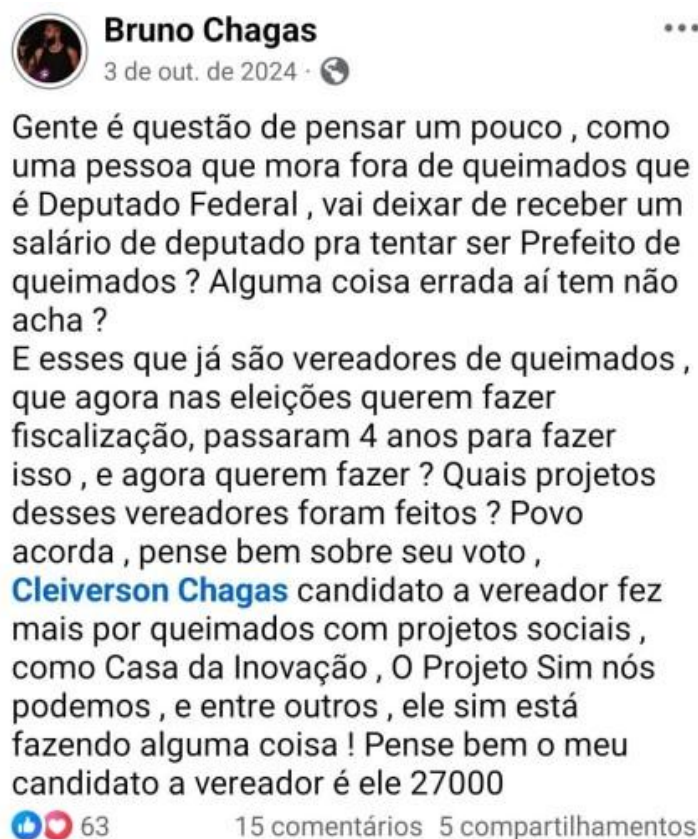 Bruno Chagas
3 de out. de 2024 ·
Gente é questão de pensar um pouco , como
uma pessoa que mora fora de queimados que
é Deputado Federal , vai deixar de receber um
salário de deputado pra tentar ser Prefeito de
queimados ? Alguma coisa errada aí tem não
acha ?
E esses que já são vereadores de queimados ,
que agora nas eleições querem fazer
fiscalização, passaram 4 anos para fazer
isso , e agora querem fazer ? Quais projetos
desses vereadores foram feitos ? Povo
acorda , pense bem sobre seu voto ,
Cleiverson Chagas candidato a vereador fez
mais por queimados com projetos sociais ,
como Casa da Inovação , O Projeto Sim nós
podemos , e entre outros , ele sim está
fazendo alguma coisa ! Pense bem o meu
candidato a vereador é ele 27000
63 15 comentários 5 compartilhamentos